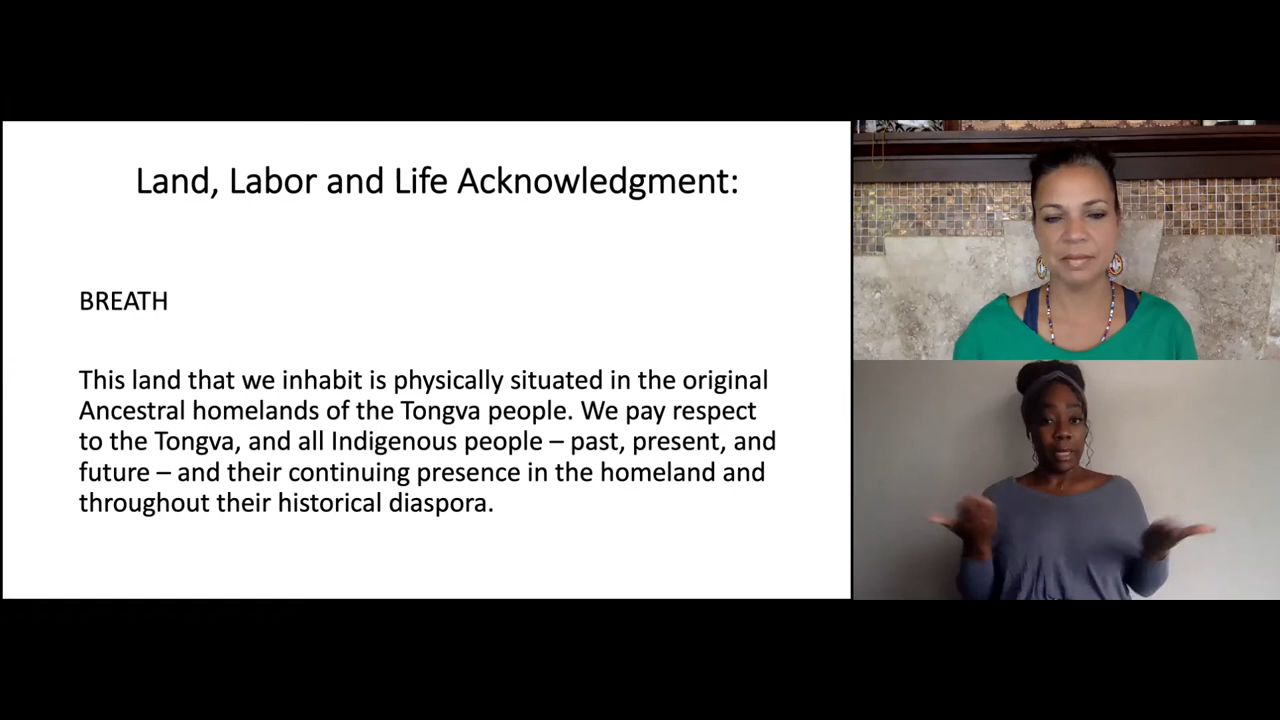 Land, Labor and Life Acknowledgment:
BREATH
This land that we inhabit is physically situated in the original
Ancestral homelands of the Tongva people. We pay respect
to the Tongva, and all Indigenous people – past, present, and
future – and their continuing presence in the homeland and
throughout their historical diaspora.